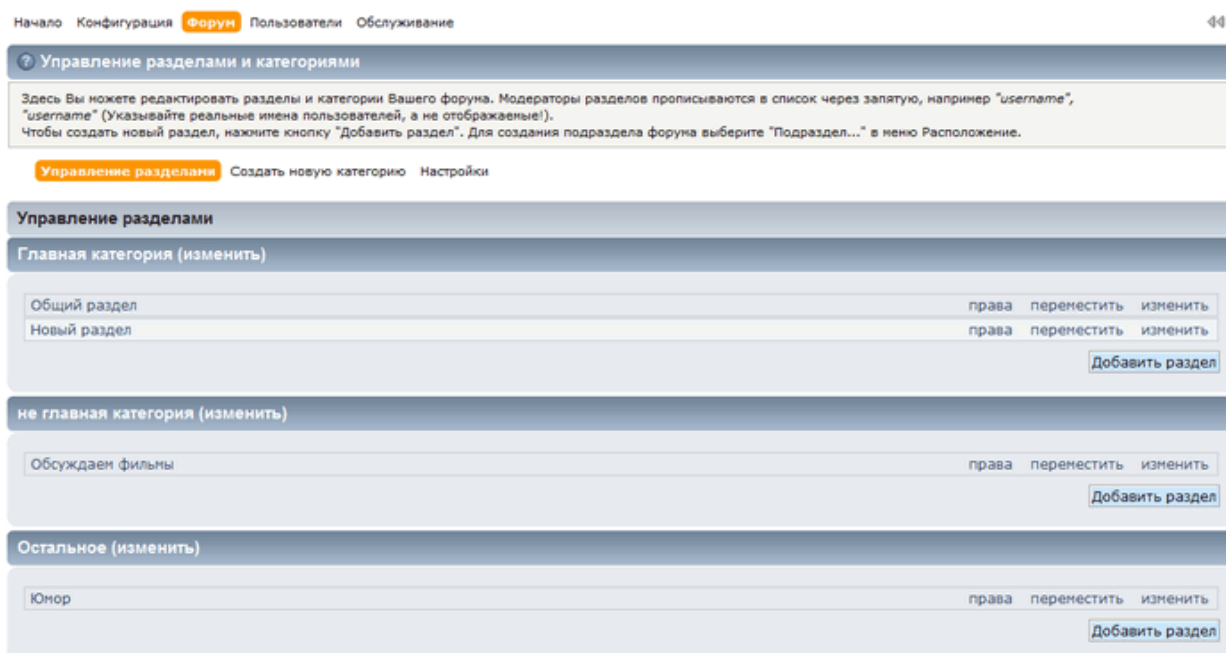 Начало Конфигурация Форум Пользователи Обслуживание
Управление разделами и категориями
Здесь Вы можете редактировать разделы и категории Вашего форума. Модераторы разделов прописываются в список через запятую, например "username",
"username" (Указывайте реальные имена пользователей, а не отображаемые!).
Чтобы создать новый раздел, нажмите кнопку "Добавить раздел". Для создания подраздела форума выберите "Подраздел..." в меню Расположение.
Управление разделами Создать новую категорию Настройки
Управление разделами
Главная категория (изменить)
Общий раздел права переместить изменить
Новый раздел права переместить изменить
Добавить раздел
не главная категория (изменить)
Обсуждаем фильмы права переместить изменить
Добавить раздел
Остальное (изменить)
Юмор права переместить изменить
Добавить раздел